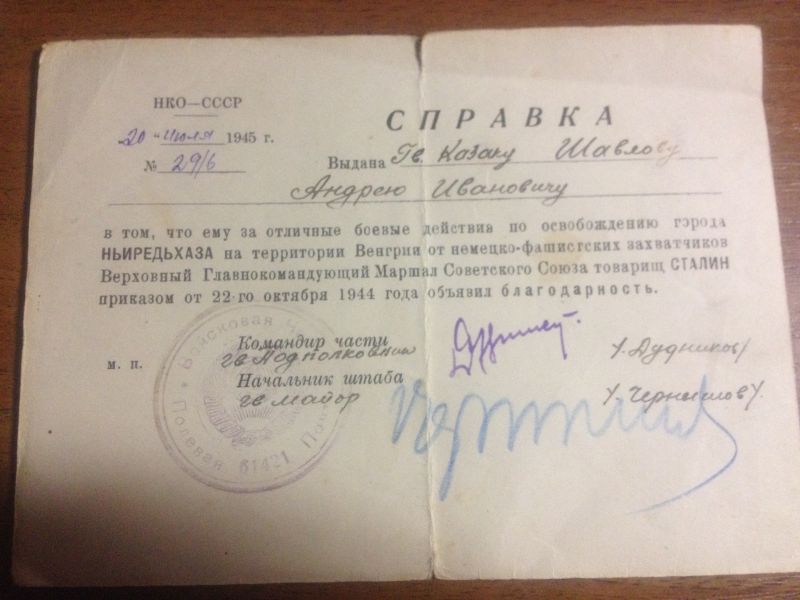 НКО—СССР
СПРАВКА
20 " июля 1945 г.
№ 29/6
Выдана Гв. Казаку Шавлову
Андрею Ивановичу
в том, что ему за отличные боевые действия по освобождению города
НЬИРЕДЬХАЗА на территории Венгрии от немецко-фашистских захватчиков
Верховный Главнокомандующий Маршал Советского Союза товарищ СТАЛИН
приказом от 22-го октября 1944 года объявил благодарность.
Командир части
гв Подполковник
/Дудников/
м. п.
Начальник штаба
гв майор
/Чернышов/.
Войсковая Ча
Полевая 61421 Поч